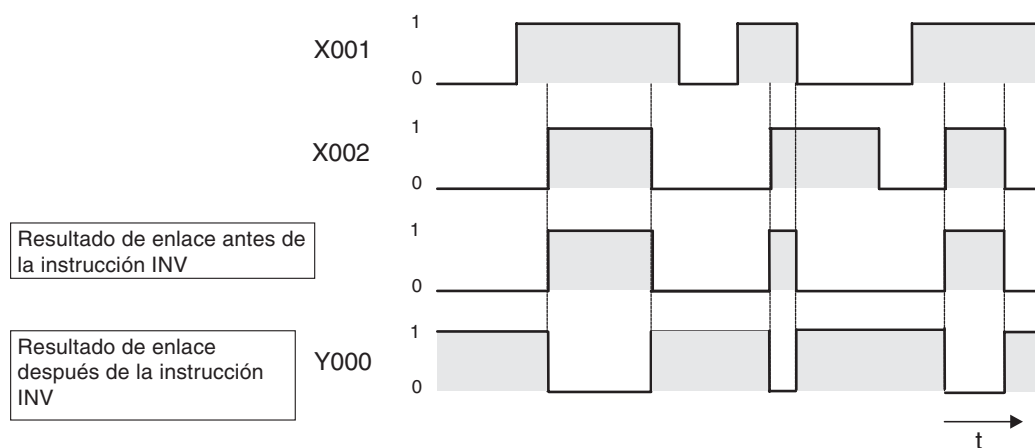 X001
1
0
X002
1
0
Resultado de enlace antes de
la instrucción INV
1
0
Resultado de enlace
después de la instrucción
INV
Y000
1
0
t